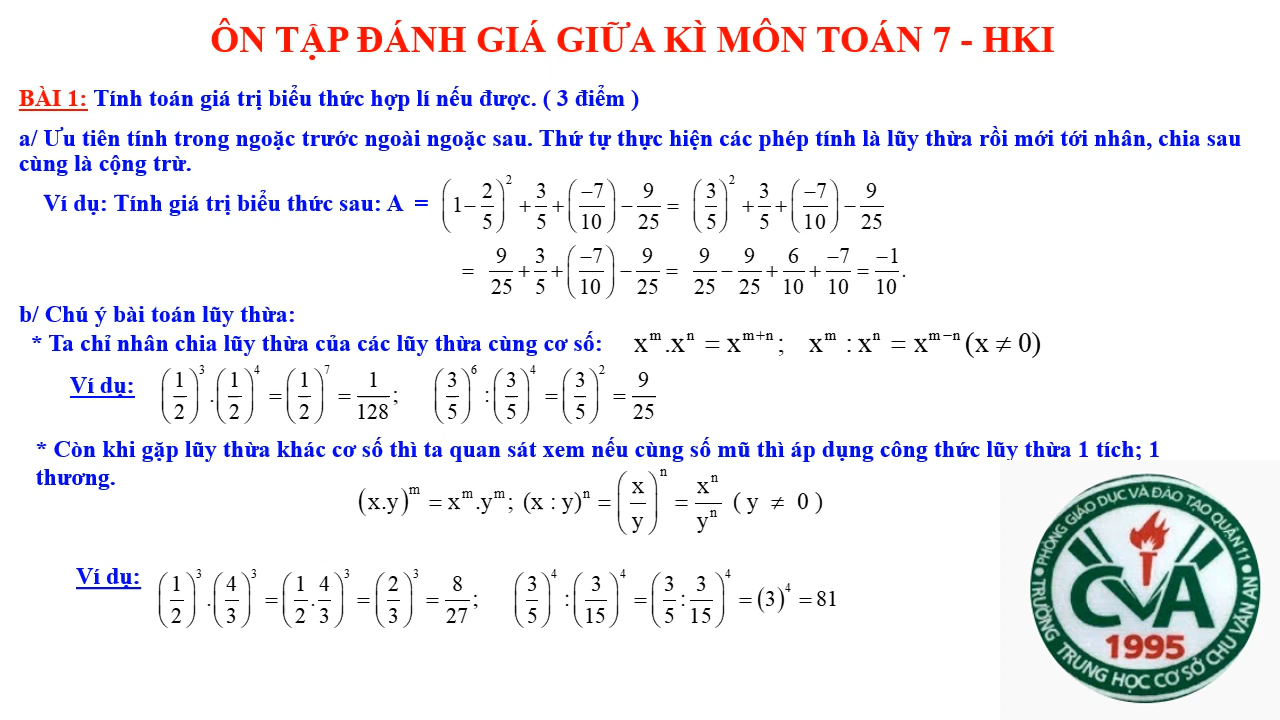 ÔN TẬP ĐÁNH GIÁ GIỮA KÌ MÔN TOÁN 7 - HKI
BÀI 1: Tính toán giá trị biểu thức hợp lí nếu được. ( 3 điểm )
a/ Ưu tiên tính trong ngoặc trước ngoài ngoặc sau. Thứ tự thực hiện các phép tính là lũy thừa rồi mới tới nhân, chia sau
cùng là cộng trừ.
Ví dụ: Tính giá trị biểu thức sau: A = (1 − 2/5)² + 3/5 + (−7/10) − 9/25 = (3/5)² + 3/5 + (−7/10) − 9/25
= 9/25 + 3/5 + (−7/10) − 9/25 = 9/25 − 9/25 + 6/10 + −7/10 = −1/10.
b/ Chú ý bài toán lũy thừa:
* Ta chỉ nhân chia lũy thừa của các lũy thừa cùng cơ số: xᵐ.xⁿ = xᵐ⁺ⁿ; xᵐ : xⁿ = xᵐ⁻ⁿ (x ≠ 0)
Ví dụ: (1/2)³.(1/2)⁴ = (1/2)⁷ = 1/128; (3/5)⁶ : (3/5)⁴ = (3/5)² = 9/25
* Còn khi gặp lũy thừa khác cơ số thì ta quan sát xem nếu cùng số mũ thì áp dụng công thức lũy thừa 1 tích; 1
thương.
(x.y)ᵐ = xᵐ.yᵐ; (x : y)ⁿ = (x/y)ⁿ = xⁿ/yⁿ ( y ≠ 0 )
Ví dụ: (1/2)³.(4/3)³ = (1/2.4/3)³ = (2/3)³ = 8/27; (3/5)⁴ : (3/15)⁴ = (3/5 : 3/15)⁴ = (3)⁴ = 81
PHÒNG GIÁO DỤC VÀ ĐÀO TẠO QUẬN 11
CVA
1995
TRƯỜNG TRUNG HỌC CƠ SỞ CHU VĂN AN